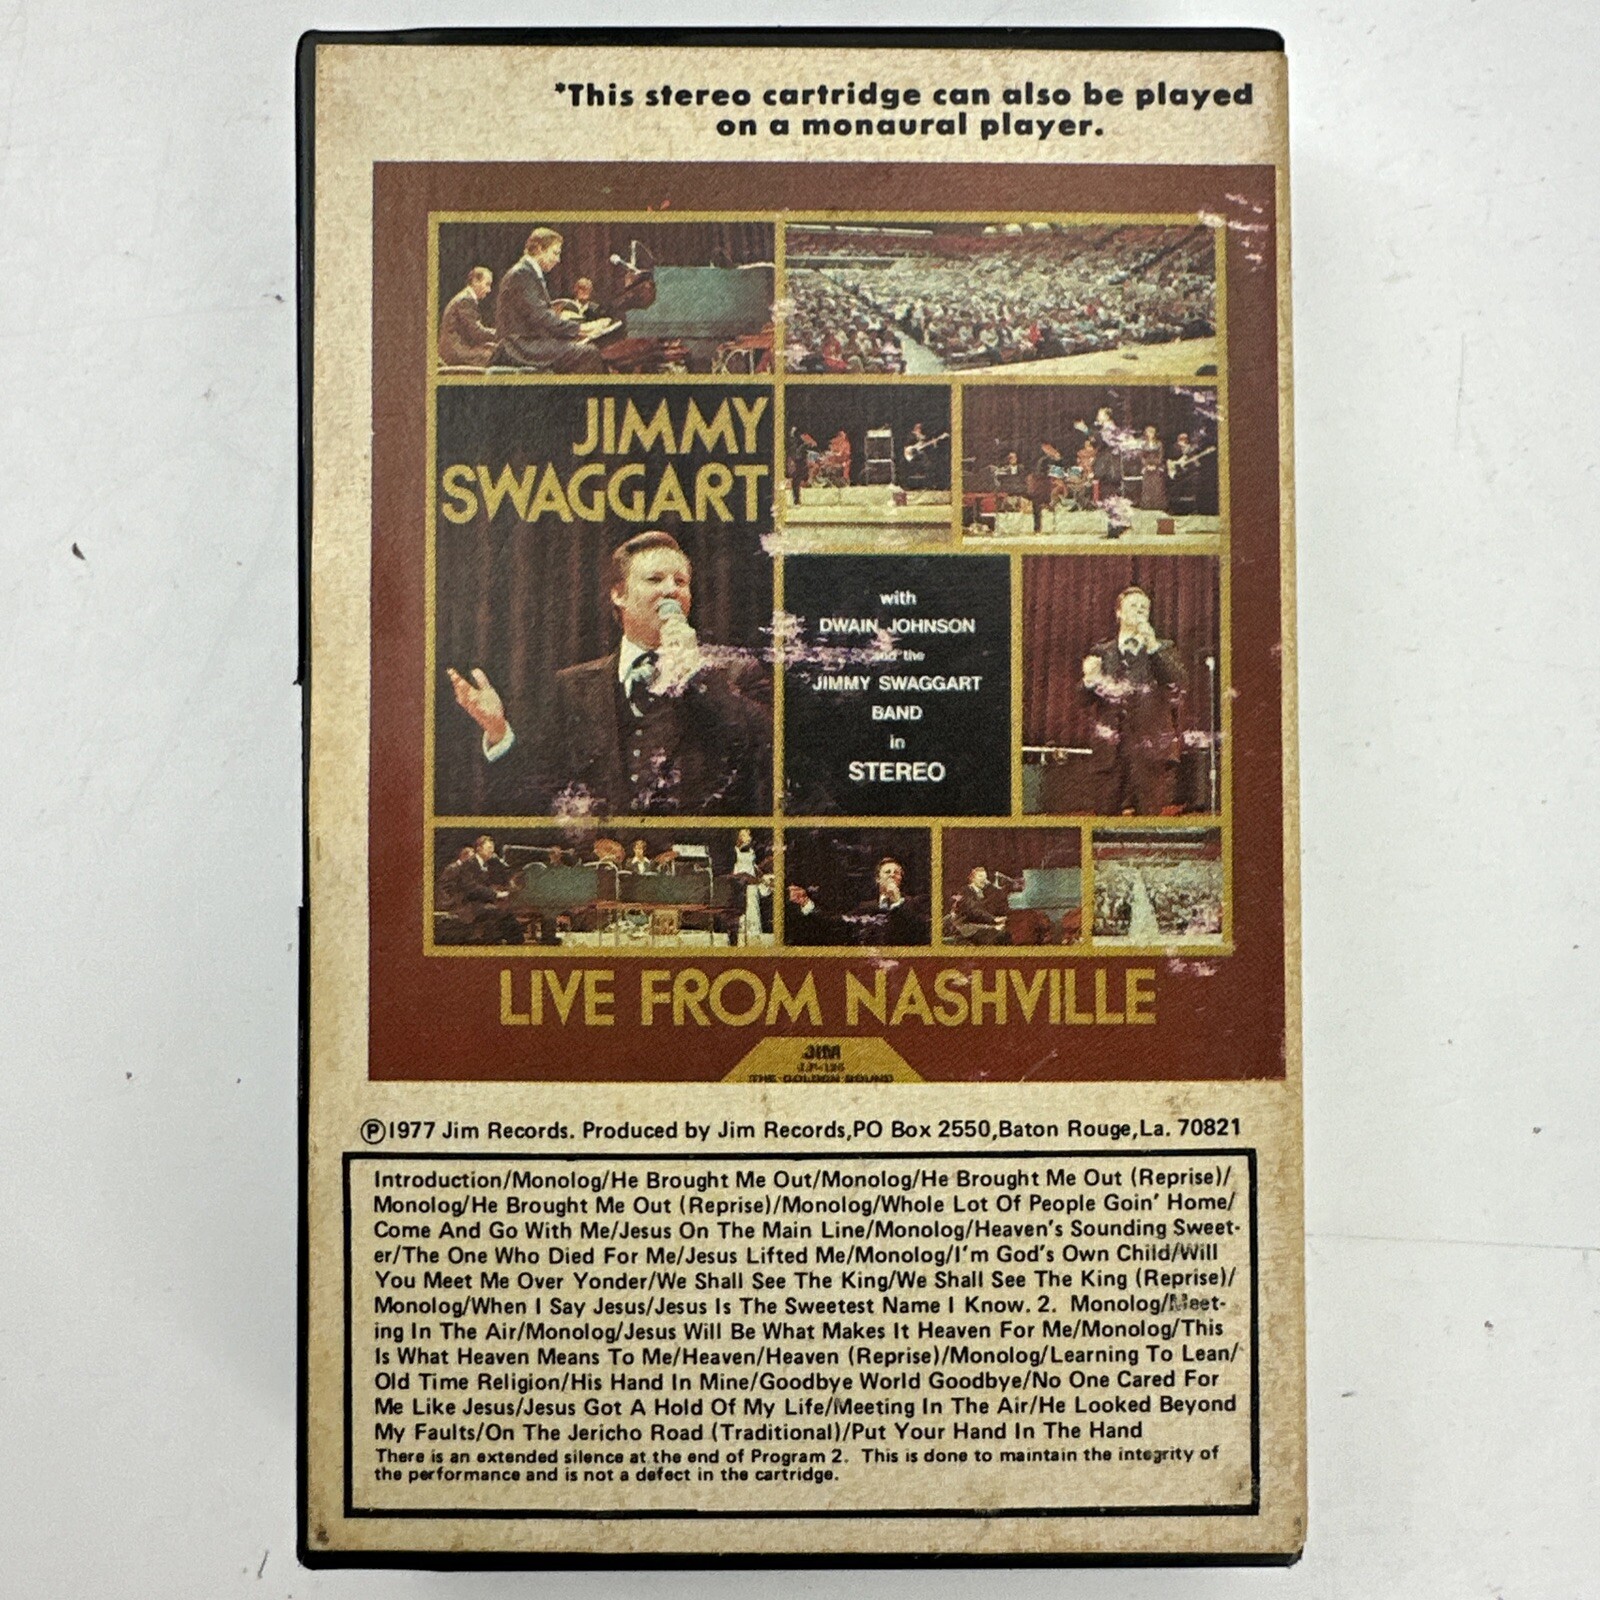 *This stereo cartridge can also be played
on a monaural player.
JIMMY
SWAGGART
with
DWAIN JOHNSON
and the
JIMMY SWAGGART
BAND
in
STEREO
LIVE FROM NASHVILLE
JIM
THE GOLDEN SOUND
Ⓟ1977 Jim Records. Produced by Jim Records,PO Box 2550,Baton Rouge,La. 70821
Introduction/Monolog/He Brought Me Out/Monolog/He Brought Me Out (Reprise)/
Monolog/He Brought Me Out (Reprise)/Monolog/Whole Lot Of People Goin' Home/
Come And Go With Me/Jesus On The Main Line/Monolog/Heaven's Sounding Sweet-
er/The One Who Died For Me/Jesus Lifted Me/Monolog/I'm God's Own Child/Will
You Meet Me Over Yonder/We Shall See The King/We Shall See The King (Reprise)/
Monolog/When I Say Jesus/Jesus Is The Sweetest Name I Know. 2. Monolog/Meet-
ing In The Air/Monolog/Jesus Will Be What Makes It Heaven For Me/Monolog/This
Is What Heaven Means To Me/Heaven/Heaven (Reprise)/Monolog/Learning To Lean/
Old Time Religion/His Hand In Mine/Goodbye World Goodbye/No One Cared For
Me Like Jesus/Jesus Got A Hold Of My Life/Meeting In The Air/He Looked Beyond
My Faults/On The Jericho Road (Traditional)/Put Your Hand In The Hand
There is an extended silence at the end of Program 2. This is done to maintain the integrity of
the performance and is not a defect in the cartridge.